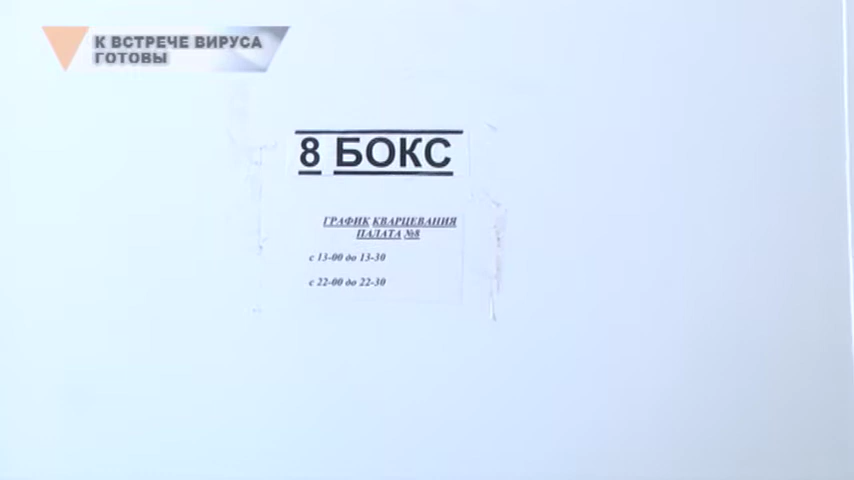 К ВСТРЕЧЕ ВИРУСА
ГОТОВЫ
8 БОКС
ГРАФИК КВАРЦЕВАНИЯ
ПАЛАТА №8
с 13-00 до 13-30
с 22-00 до 22-30